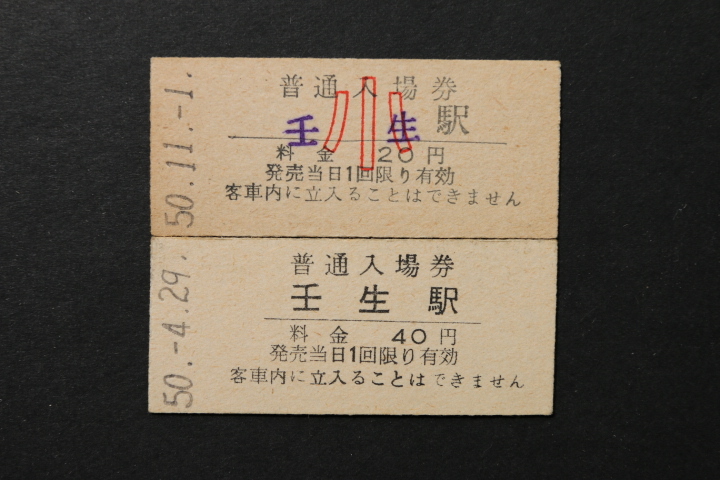 50.11.-1.
普通入場券
小
壬生駅
料金 20円
発売当日1回限り有効
客車内に立入ることはできません
50.-4.29.
普通入場券
壬生駅
料金 40円
発売当日1回限り有効
客車内に立入ることはできません